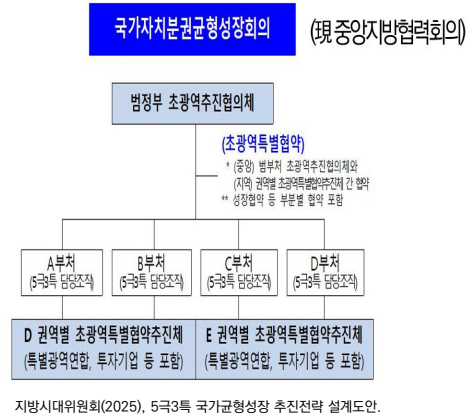 국가자치분권균형성장회의
(現 중앙지방협력회의)
범정부 초광역추진협의체
(초광역특별협약)
* (중앙) 범부처 초광역추진협의체와
(지역) 권역별 초광역특별협약추진체 간 협약
** 성장협약 등 부분별 협약 포함
A부처
(5극3특 담당조직)
B부처
(5극3특 담당조직)
C부처
(5극3특 담당조직)
D부처
(5극3특 담당조직)
D 권역별 초광역특별협약추진체
(특별광역연합, 투자기업 등 포함)
E 권역별 초광역특별협약추진체
(특별광역연합, 투자기업 등 포함)
지방시대위원회(2025), 5극3특 국가균형성장 추진전략 설계도안.